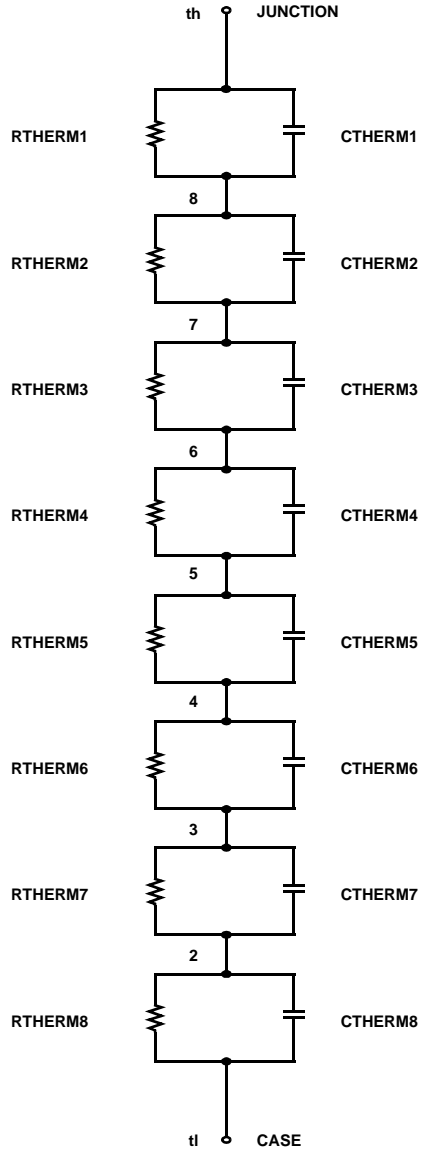 th JUNCTION
RTHERM1 CTHERM1
8
RTHERM2 CTHERM2
7
RTHERM3 CTHERM3
6
RTHERM4 CTHERM4
5
RTHERM5 CTHERM5
4
RTHERM6 CTHERM6
3
RTHERM7 CTHERM7
2
RTHERM8 CTHERM8
tl CASE